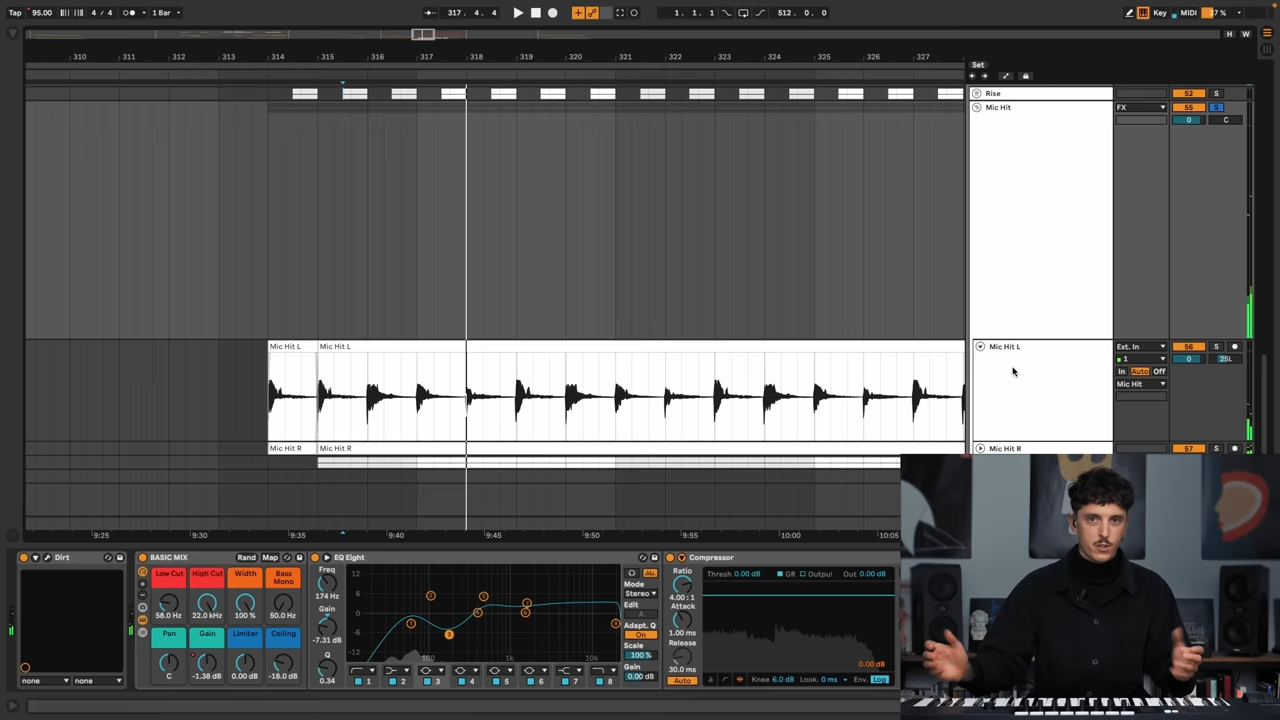 Tap 95.00 4 / 4 1 Bar 317. 4. 4 1. 1. 1 512. 0. 0 Key MIDI 37 %
H W
310 311 312 313 314 315 316 317 318 319 320 321 322 323 324 325 326 327
Set
Rise 52 S
Mic Hit FX 55 S
0 C
Mic Hit L Mic Hit L Mic Hit L Ext. In 56 S
1 0 25L
In Auto Off
Mic Hit
Mic Hit R Mic Hit R Mic Hit R 57 S
9:25 9:30 9:35 9:40 9:45 9:50 9:55 10:00 10:05
Dirt
none none
BASIC MIX Rand Map
Low Cut High Cut Width Bass Mono
58.0 Hz 22.0 kHz 100 % 50.0 Hz
Pan Gain Limiter Ceiling
C -1.38 dB 0.00 dB -18.0 dB
EQ Eight
Freq
174 Hz
Gain
-7.31 dB
Q
0.34
12
6
0
-6
-12
100 1k 10k
1 2 3 4 5 6 7 8
Mode
Stereo
Edit
A
Adapt. Q
On
Scale
100 %
Gain
0.00 dB
Compressor
Ratio
4.00 : 1
Attack
1.00 ms
Release
30.0 ms
Auto
Thresh 0.00 dB GR Output Out 0.00 dB
0.00 dB
Knee 6.0 dB Look. 0 ms Env. Log